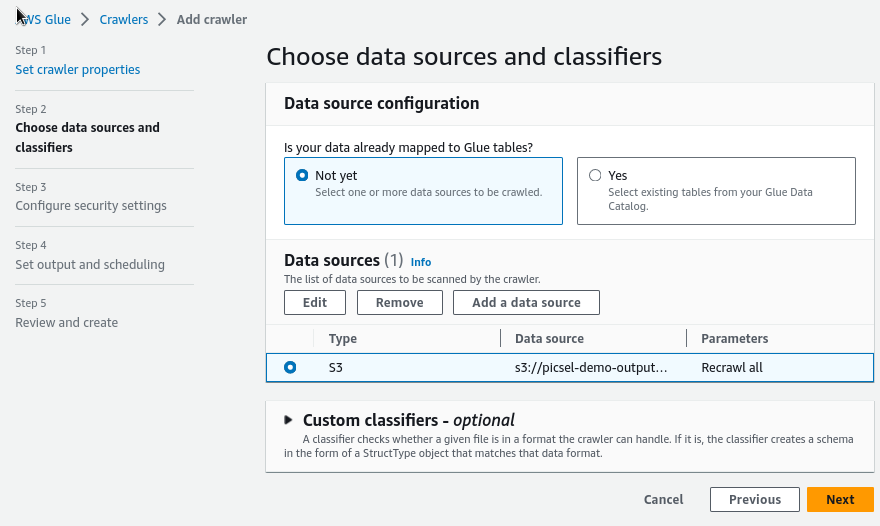 WS Glue > Crawlers > Add crawler
Step 1
Set crawler properties
Step 2
Choose data sources and
classifiers
Step 3
Configure security settings
Step 4
Set output and scheduling
Step 5
Review and create
Choose data sources and classifiers
Data source configuration
Is your data already mapped to Glue tables?
Not yet
Select one or more data sources to be crawled.
Yes
Select existing tables from your Glue Data
Catalog.
Data sources (1) Info
The list of data sources to be scanned by the crawler.
Edit Remove Add a data source
Type Data source Parameters
S3 s3://picsel-demo-output... Recrawl all
Custom classifiers - optional
A classifier checks whether a given file is in a format the crawler can handle. If it is, the classifier creates a schema
in the form of a StructType object that matches that data format.
Cancel Previous Next